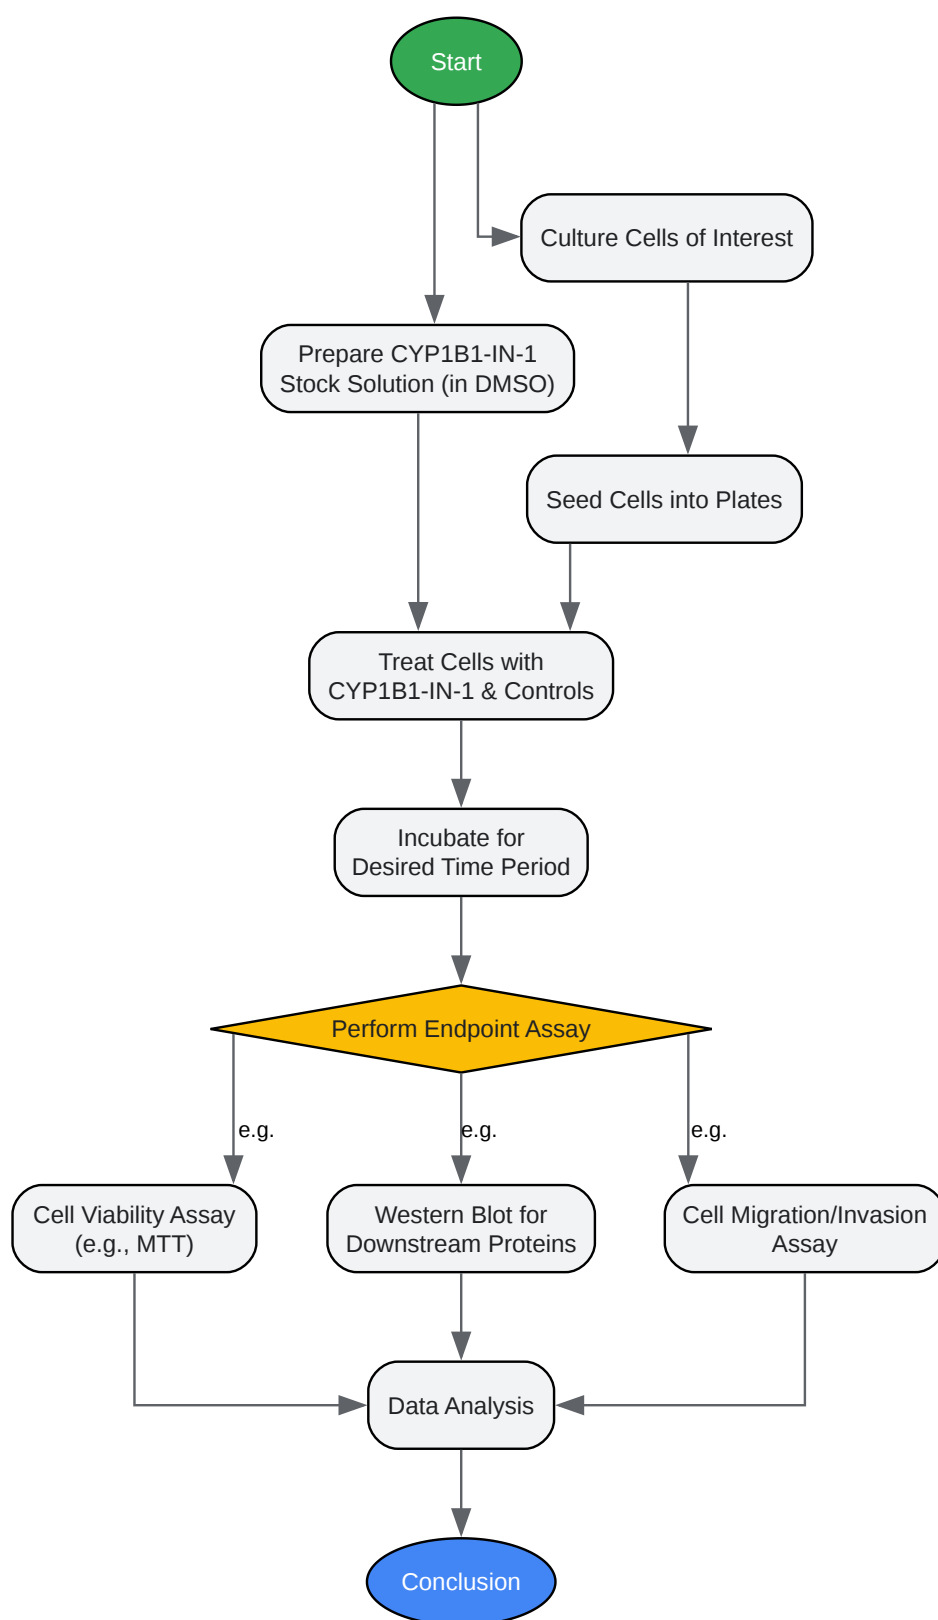 Start
Culture Cells of Interest
Prepare CYP1B1-IN-1
Stock Solution (in DMSO)
Seed Cells into Plates
Treat Cells with
CYP1B1-IN-1 & Controls
Incubate for
Desired Time Period
Perform Endpoint Assay
e.g.
e.g.
e.g.
Cell Viability Assay
(e.g., MTT)
Western Blot for
Downstream Proteins
Cell Migration/Invasion
Assay
Data Analysis
Conclusion